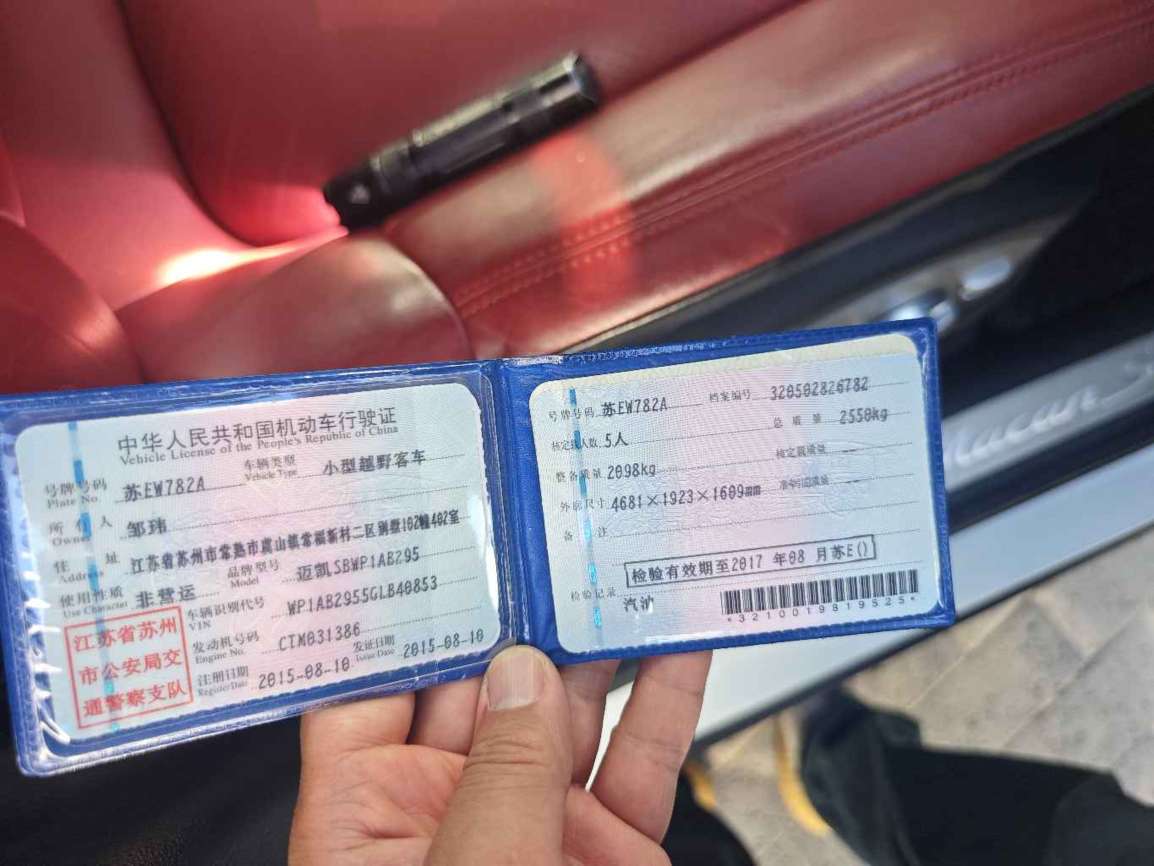 中华人民共和国机动车行驶证
Vehicle License of the People's Republic of China
号牌号码 苏EW782A 车辆类型 小型越野客车
Plate No. Vehicle Type
所有人 邹玮
Owner
住址 江苏省苏州市常熟市虞山镇常福新村二区别墅102幢402室
Address
使用性质 非营运 品牌型号 迈凯SBWP1AB295
Use Character Model
江苏省苏州
市公安局交
通警察支队
车辆识别代号 WP1AB2955GLB40853
VIN
发动机号码 CTM031386
Engine No.
注册日期 2015-08-10 发证日期 2015-08-10
Register Date Issue Date
号牌号码 苏EW782A 档案编号 320502826782
核定载人数 5人 总质量 2550kg
整备质量 2098kg 核定载质量 --
外廓尺寸 4681×1923×1609mm 准牵引总质量 --
备注
检验有效期至2017 年08 月苏E()
检验记录 汽油
*3210019819525*